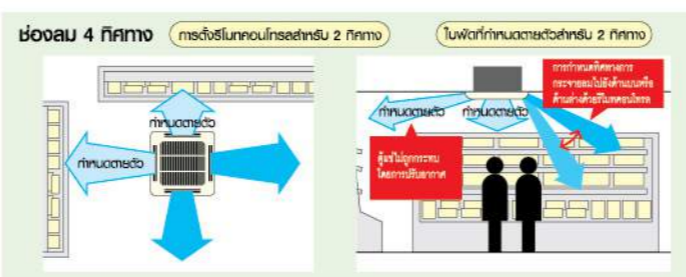 ช่องลม 4 ทิศทาง
การตั้งรีโมทคอนโทรลสำหรับ 2 ทิศทาง
ใบพัดที่กำหนดตายตัวสำหรับ 2 ทิศทาง
กำหนดตายตัว
กำหนดตายตัว
กำหนดตายตัว
กำหนดตายตัว
การกำหนดทิศทางการ
กระจายลมไปยังด้านบนหรือ
ด้านล่างด้วยรีโมทคอนโทรล
ตู้แช่ไม่ถูกกระทบ
โดยการปรับอากาศ